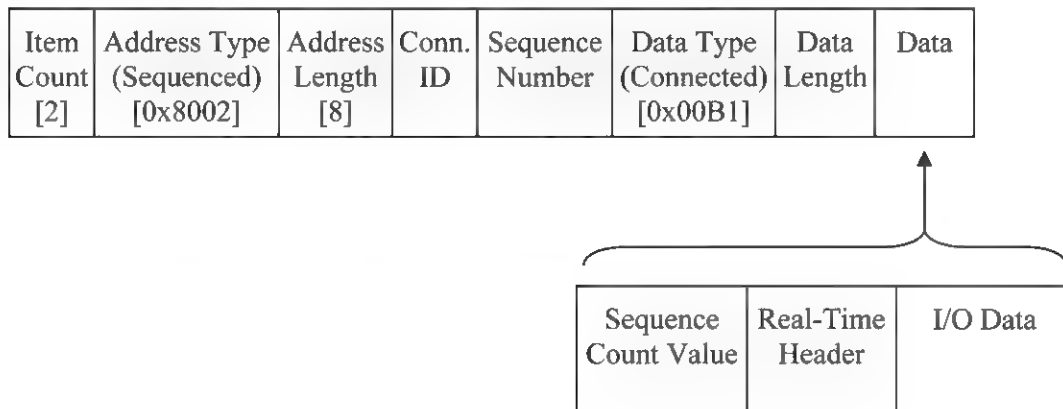 Item Count [2]
Address Type (Sequenced) [0x8002]
Address Length [8]
Conn. ID
Sequence Number
Data Type (Connected) [0x00B1]
Data Length
Data
Sequence Count Value
Real-Time Header
I/O Data